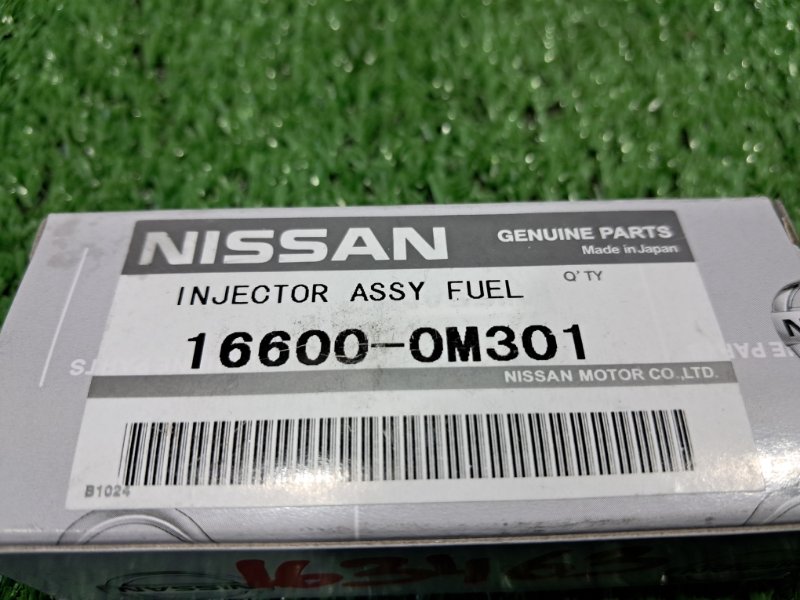 NISSAN
GENUINE PARTS
Made in Japan
INJECTOR ASSY FUEL
Q'TY
16600-0M301
NISSAN MOTOR CO.,LTD.
B1024